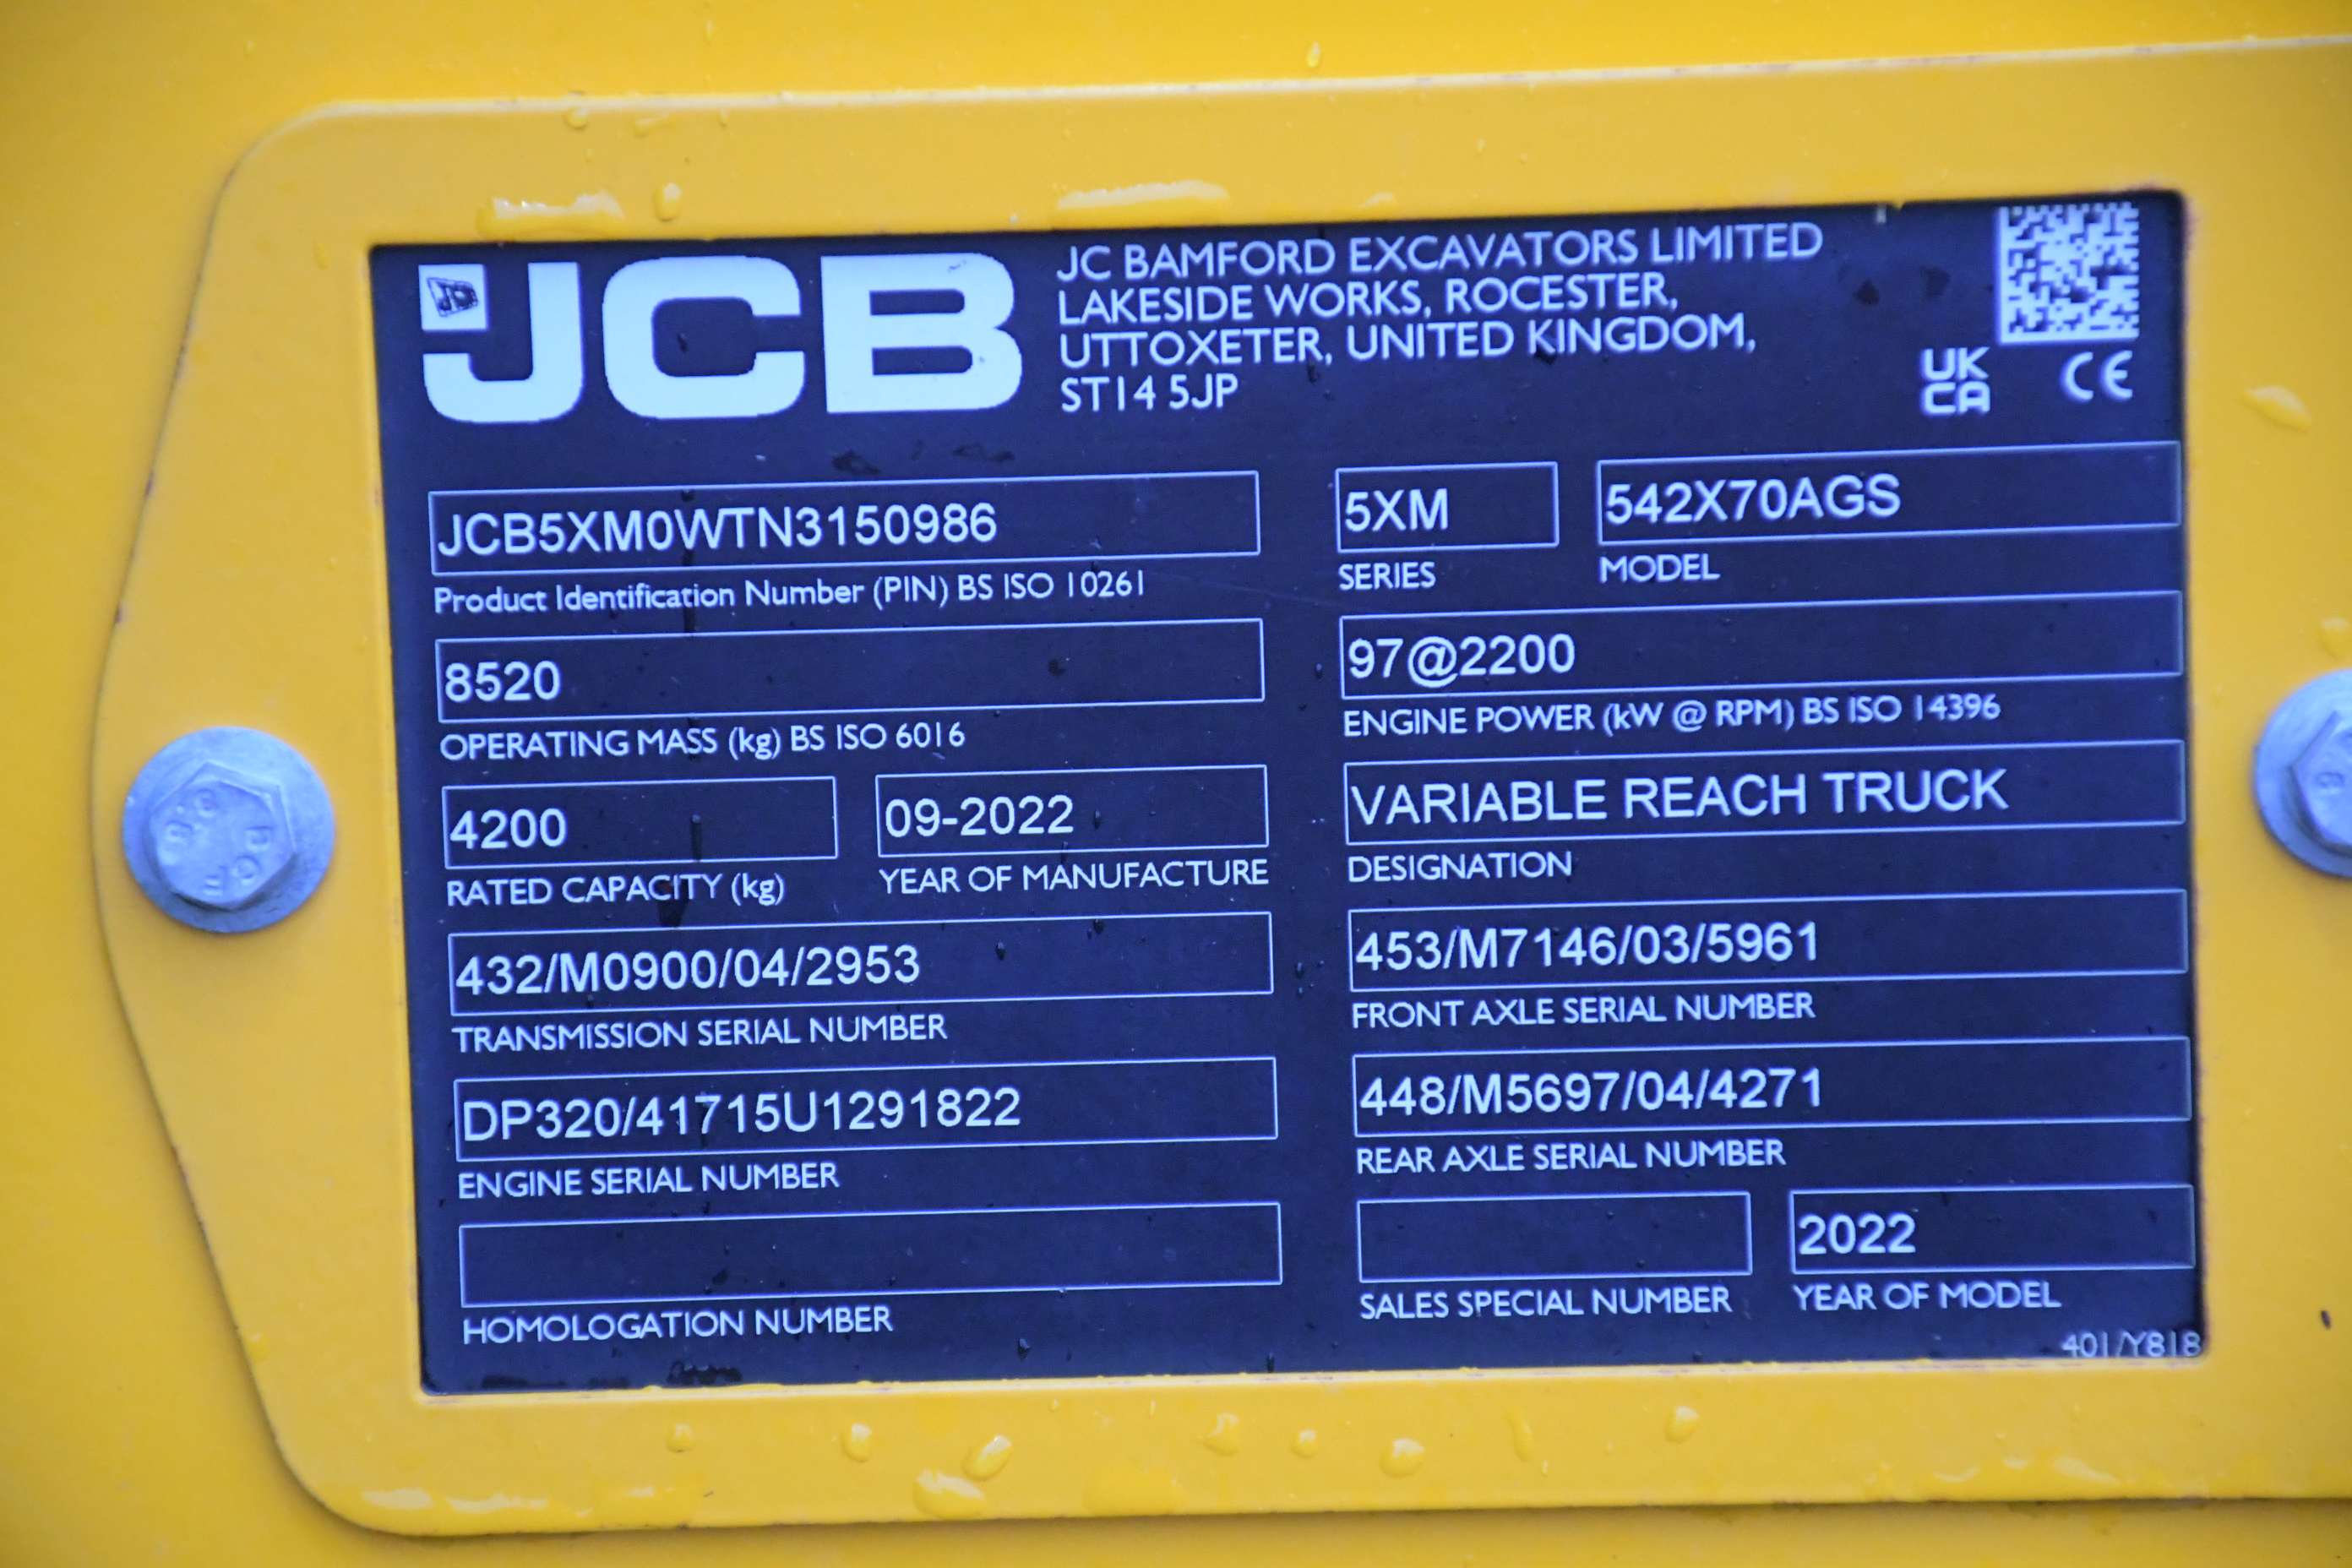 JCB
JC BAMFORD EXCAVATORS LIMITED
LAKESIDE WORKS, ROCESTER,
UTTOXETER, UNITED KINGDOM,
ST14 5JP
UK
CA
CE
JCB5XM0WTN3150986
Product Identification Number (PIN) BS ISO 10261
5XM
SERIES
542X70AGS
MODEL
8520
OPERATING MASS (kg) BS ISO 6016
97@2200
ENGINE POWER (kW @ RPM) BS ISO 14396
4200
RATED CAPACITY (kg)
09-2022
YEAR OF MANUFACTURE
VARIABLE REACH TRUCK
DESIGNATION
432/M0900/04/2953
TRANSMISSION SERIAL NUMBER
453/M7146/03/5961
FRONT AXLE SERIAL NUMBER
DP320/41715U1291822
ENGINE SERIAL NUMBER
448/M5697/04/4271
REAR AXLE SERIAL NUMBER
HOMOLOGATION NUMBER
SALES SPECIAL NUMBER
2022
YEAR OF MODEL
401/Y818